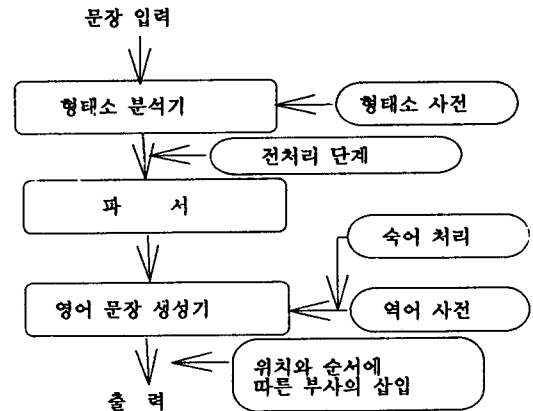 문장 입력
형태소 분석기
형태소 사전
전처리 단계
파 서
숙어 처리
영어 문장 생성기
역어 사전
위치와 순서에
따른 부사의 삽입
출 력